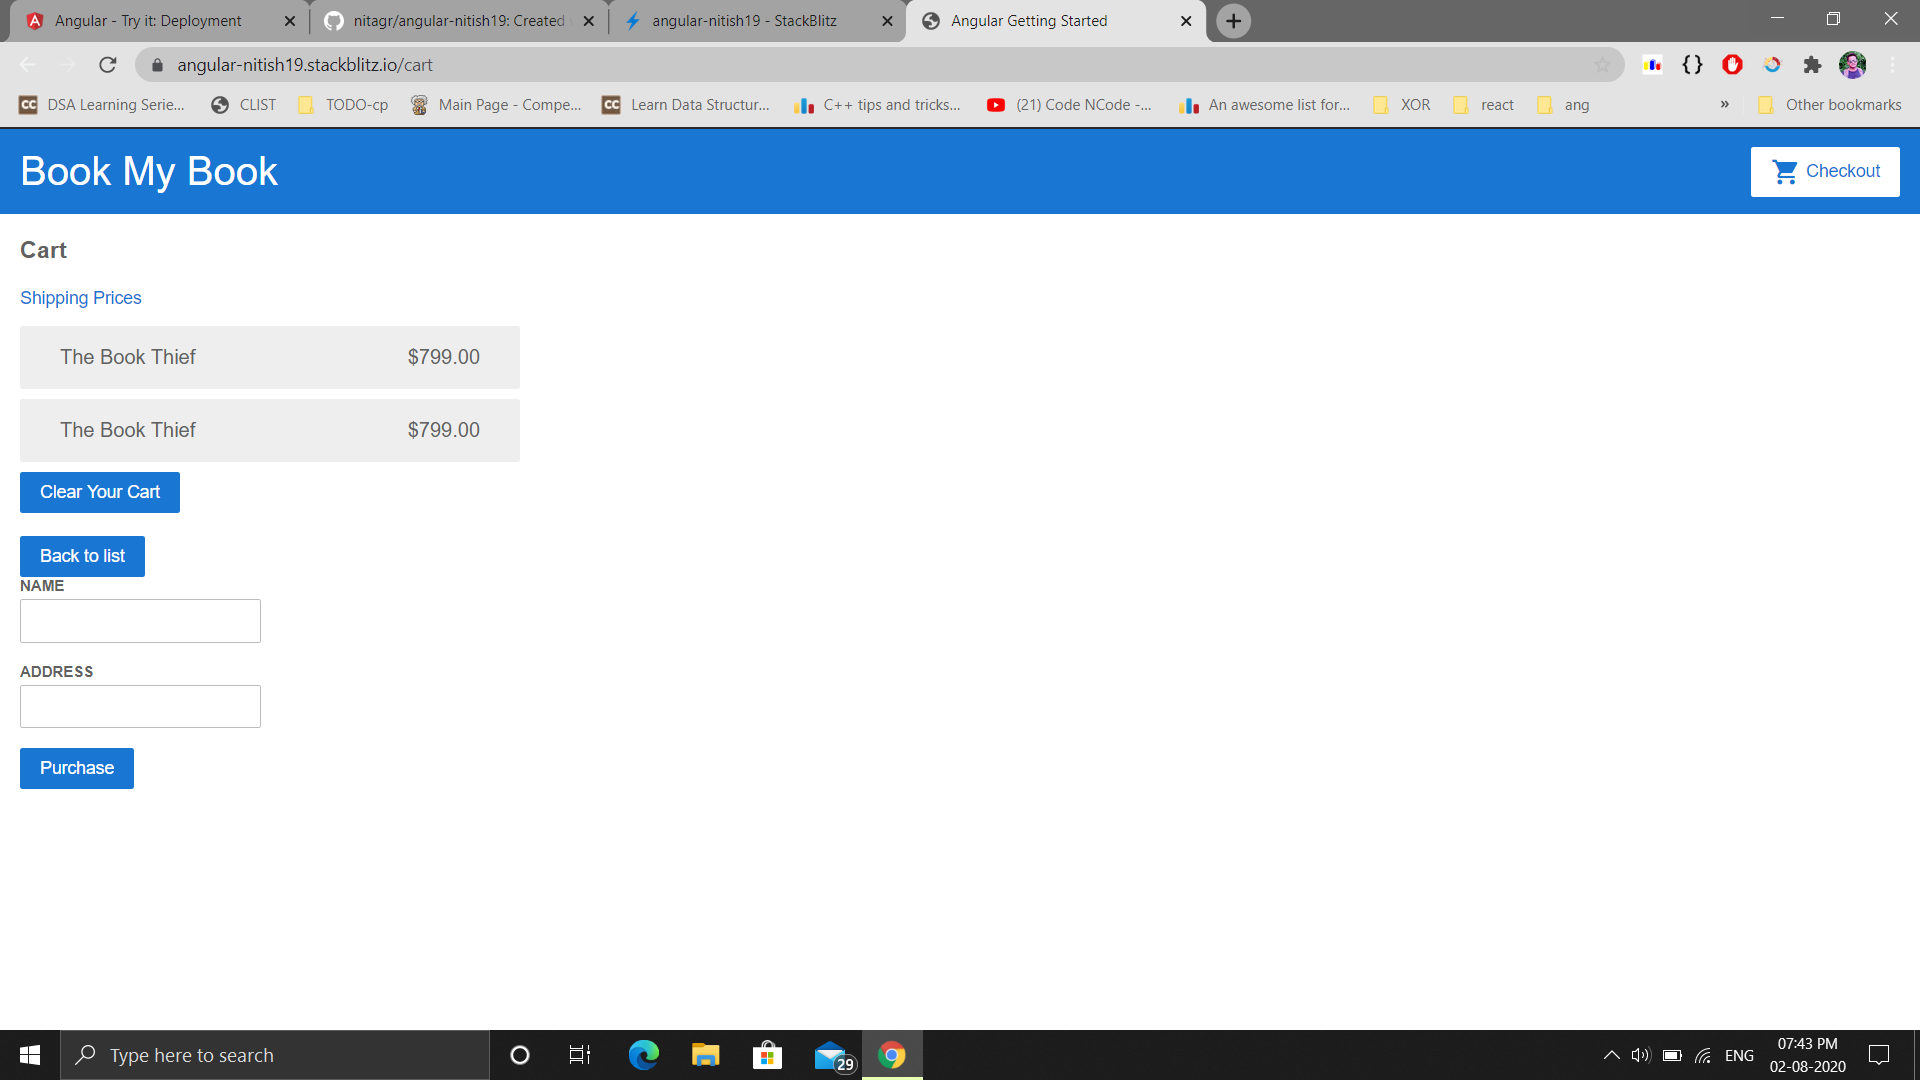 Angular - Try it: Deployment
nitagr/angular-nitish19: Created
angular-nitish19 - StackBlitz
Angular Getting Started
angular-nitish19.stackblitz.io/cart
CC DSA Learning Serie...
CLIST
TODO-cp
Main Page - Compe...
CC Learn Data Structur...
C++ tips and tricks...
(21) Code NCode -...
An awesome list for...
XOR
react
ang
»
Other bookmarks
Book My Book
Checkout
Cart
Shipping Prices
The Book Thief $799.00
The Book Thief $799.00
Clear Your Cart
Back to list
NAME
ADDRESS
Purchase
Type here to search
29
ENG
07:43 PM
02-08-2020